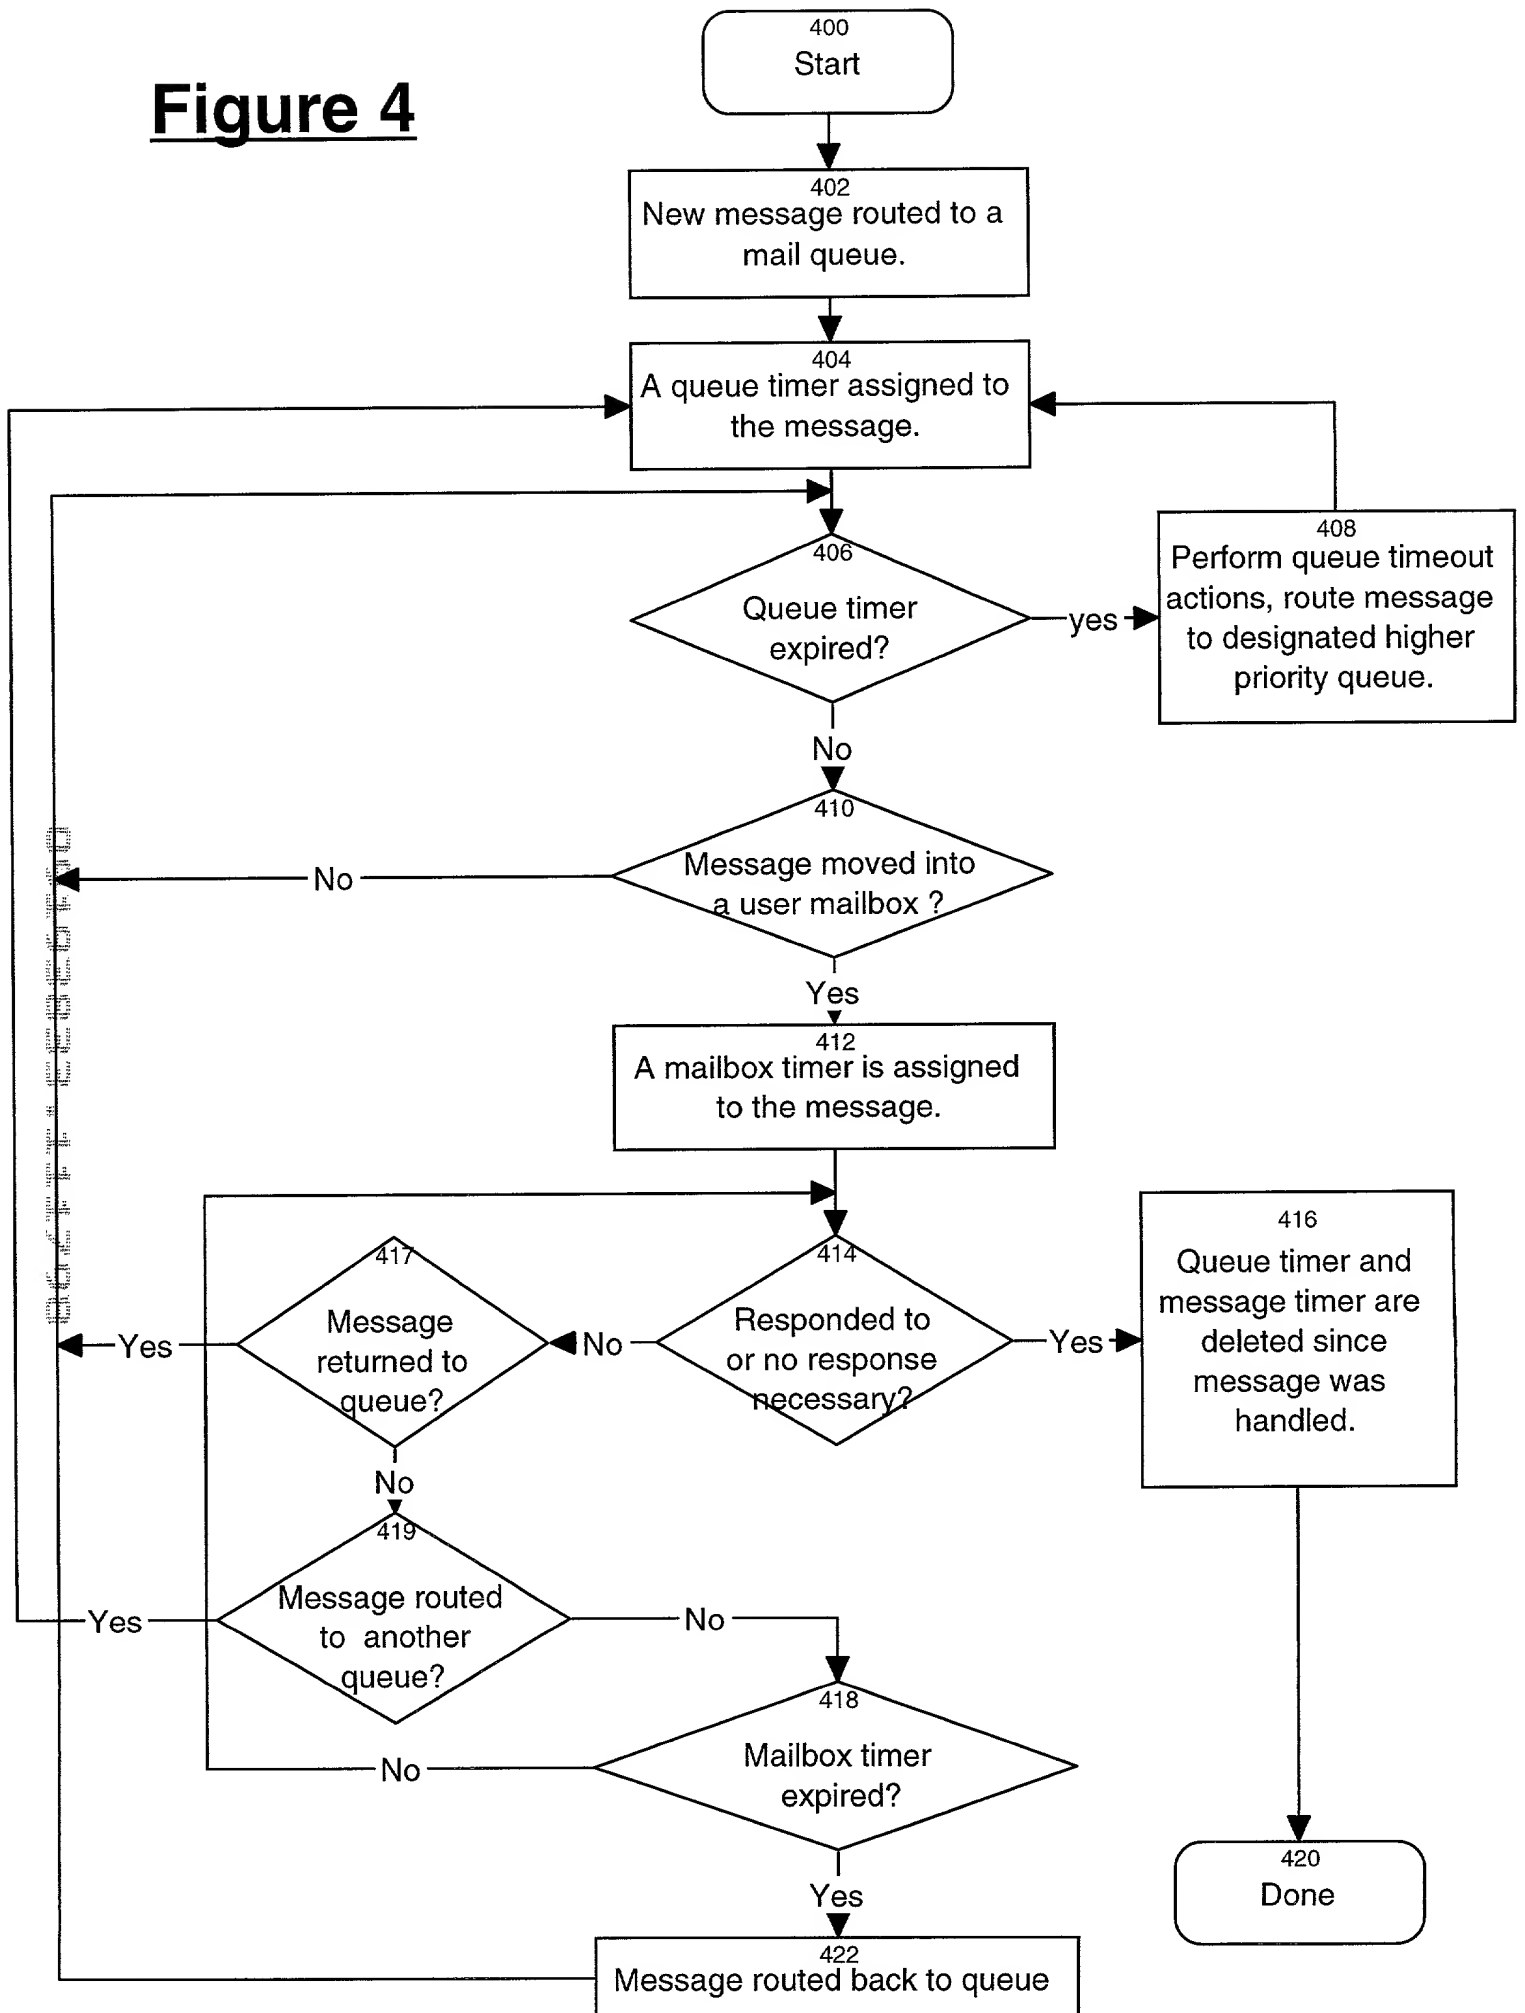 Figure 4
400
Start
402
New message routed to a
mail queue.
404
A queue timer assigned to
the message.
406
Queue timer
expired?
yes
408
Perform queue timeout
actions, route message
to designated higher
priority queue.
No
410
Message moved into
a user mailbox ?
No
Yes
412
A mailbox timer is assigned
to the message.
414
Responded to
or no response
necessary?
Yes
416
Queue timer and
message timer are
deleted since
message was
handled.
No
417
Message
returned to
queue?
Yes
No
419
Message routed
to another
queue?
Yes
No
418
Mailbox timer
expired?
No
Yes
420
Done
422
Message routed back to queue